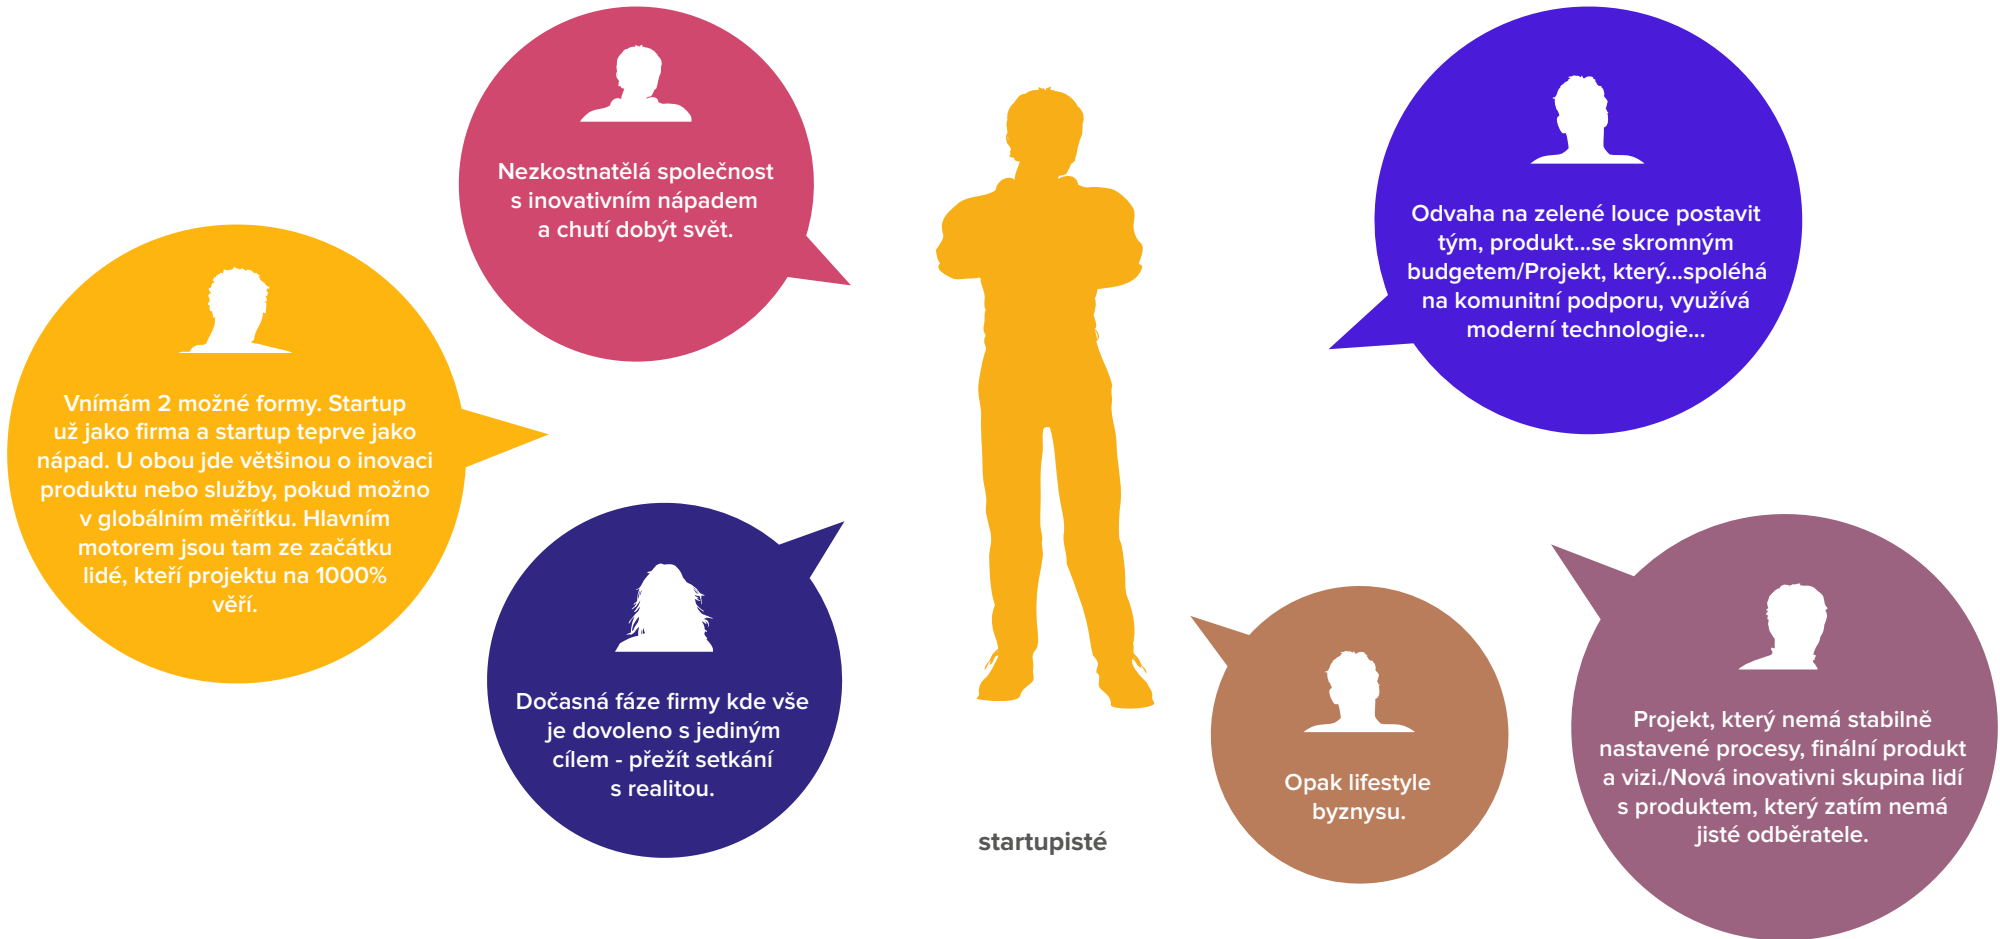 Nezkostnatělá společnost
s inovativním nápadem
a chutí dobýt svět.
Odvaha na zelené louce postavit
tým, produkt...se skromným
budgetem/Projekt, který...spoléhá
na komunitní podporu, využívá
moderní technologie...
Vnímám 2 možné formy. Startup
už jako firma a startup teprve jako
nápad. U obou jde většinou o inovaci
produktu nebo služby, pokud možno
v globálním měřítku. Hlavním
motorem jsou tam ze začátku
lidé, kteří projektu na 1000%
věří.
Dočasná fáze firmy kde vše
je dovoleno s jediným
cílem - přežít setkání
s realitou.
Opak lifestyle
byznysu.
Projekt, který nemá stabilně
nastavené procesy, finální produkt
a vizi./Nová inovativni skupina lidí
s produktem, který zatím nemá
jisté odběratele.
startupisté